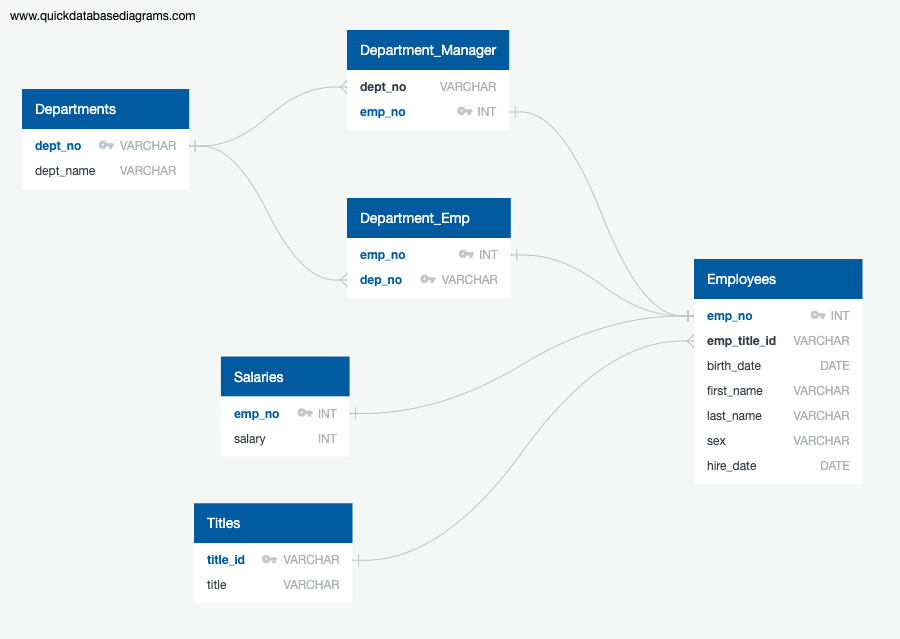 www.quickdatabasediagrams.com
Department_Manager
dept_no VARCHAR
emp_no INT
Departments
dept_no VARCHAR
dept_name VARCHAR
Department_Emp
emp_no INT
dep_no VARCHAR
Employees
emp_no INT
emp_title_id VARCHAR
birth_date DATE
first_name VARCHAR
last_name VARCHAR
sex VARCHAR
hire_date DATE
Salaries
emp_no INT
salary INT
Titles
title_id VARCHAR
title VARCHAR